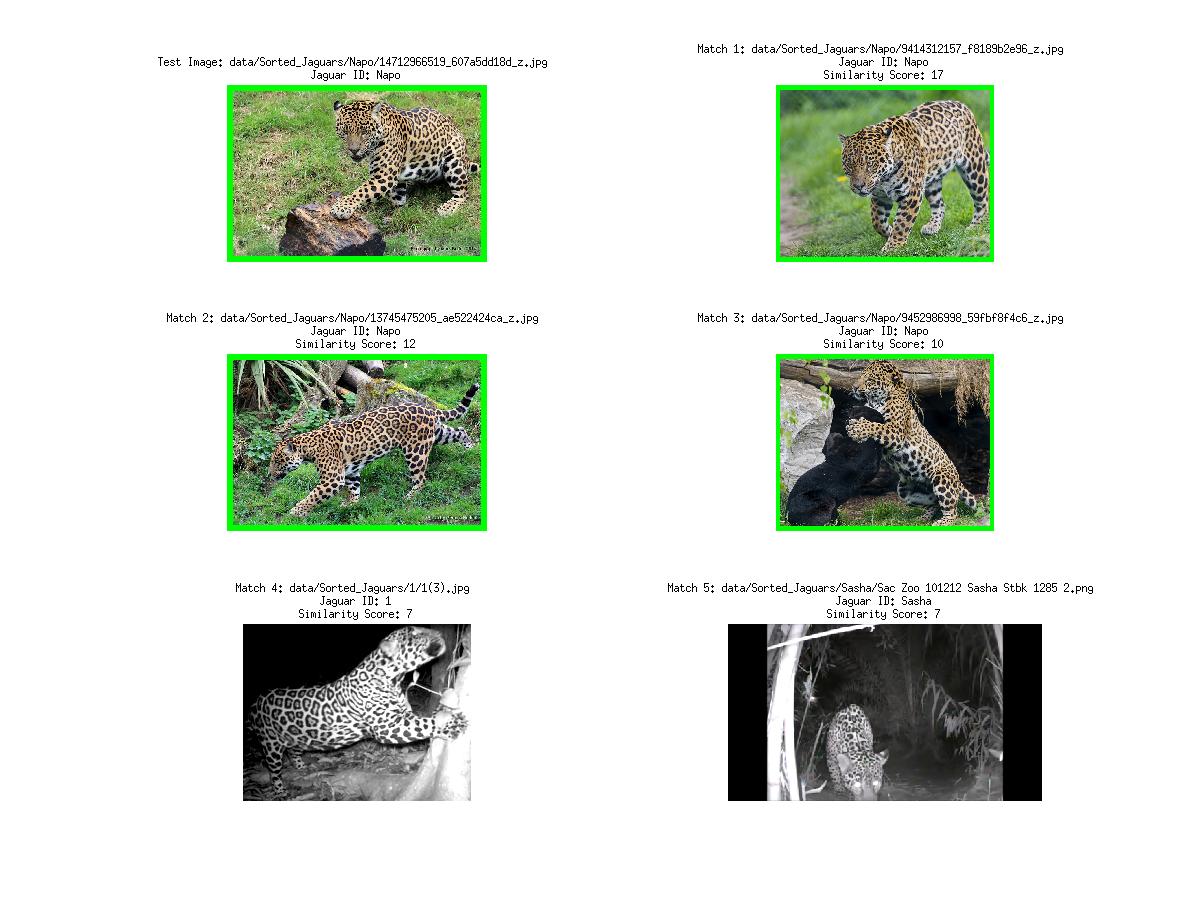 Test Image: data/Sorted_Jaguars/Napo/14712966519_607a5dd18d_z.jpg
Jaguar ID: Napo
Match 1: data/Sorted_Jaguars/Napo/9414312157_f8189b2e96_z.jpg
Jaguar ID: Napo
Similarity Score: 17
Match 2: data/Sorted_Jaguars/Napo/13745475205_ae522424ca_z.jpg
Jaguar ID: Napo
Similarity Score: 12
Match 3: data/Sorted_Jaguars/Napo/9452986998_59fbf8f4c6_z.jpg
Jaguar ID: Napo
Similarity Score: 10
Match 4: data/Sorted_Jaguars/1/1(3).jpg
Jaguar ID: 1
Similarity Score: 7
Match 5: data/Sorted_Jaguars/Sasha/Sac Zoo 101212 Sasha Stbk 1285 2.png
Jaguar ID: Sasha
Similarity Score: 7